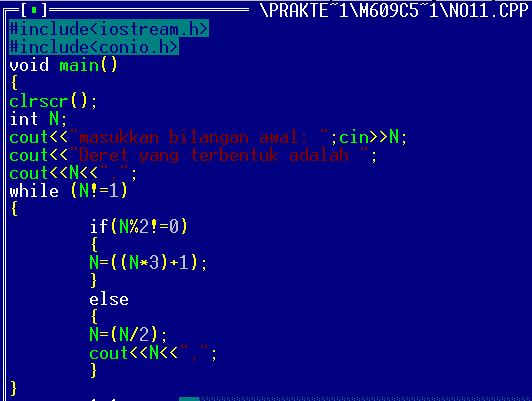 [■] \PRAKTE~1\M609C5~1\NO11.CPP
#include<iostream.h>
#include<conio.h>
void main()
{
clrscr();
int N;
cout<<"masukkan bilangan awal: ";cin>>N;
cout<<"Deret yang terbentuk adalah ";
cout<<N<<",";
while (N!=1)
{
if(N%2!=0)
{
N=((N*3)+1);
}
else
{
N=(N/2);
cout<<N<<",";
}
}